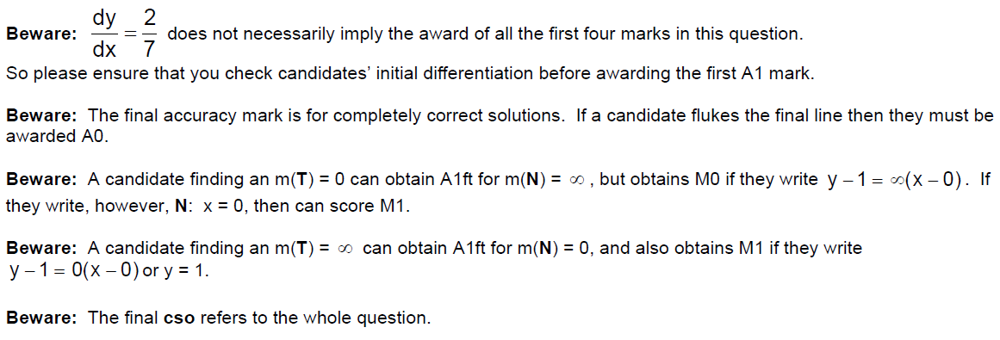 Beware: dy/dx = 2/7 does not necessarily imply the award of all the first four marks in this question.
So please ensure that you check candidates’ initial differentiation before awarding the first A1 mark.
Beware: The final accuracy mark is for completely correct solutions. If a candidate flukes the final line then they must be
awarded A0.
Beware: A candidate finding an m(T) = 0 can obtain A1ft for m(N) = ∞ , but obtains M0 if they write y – 1 = ∞(x – 0). If
they write, however, N: x = 0, then can score M1.
Beware: A candidate finding an m(T) = ∞ can obtain A1ft for m(N) = 0, and also obtains M1 if they write
y – 1 = 0(x – 0) or y = 1.
Beware: The final cso refers to the whole question.